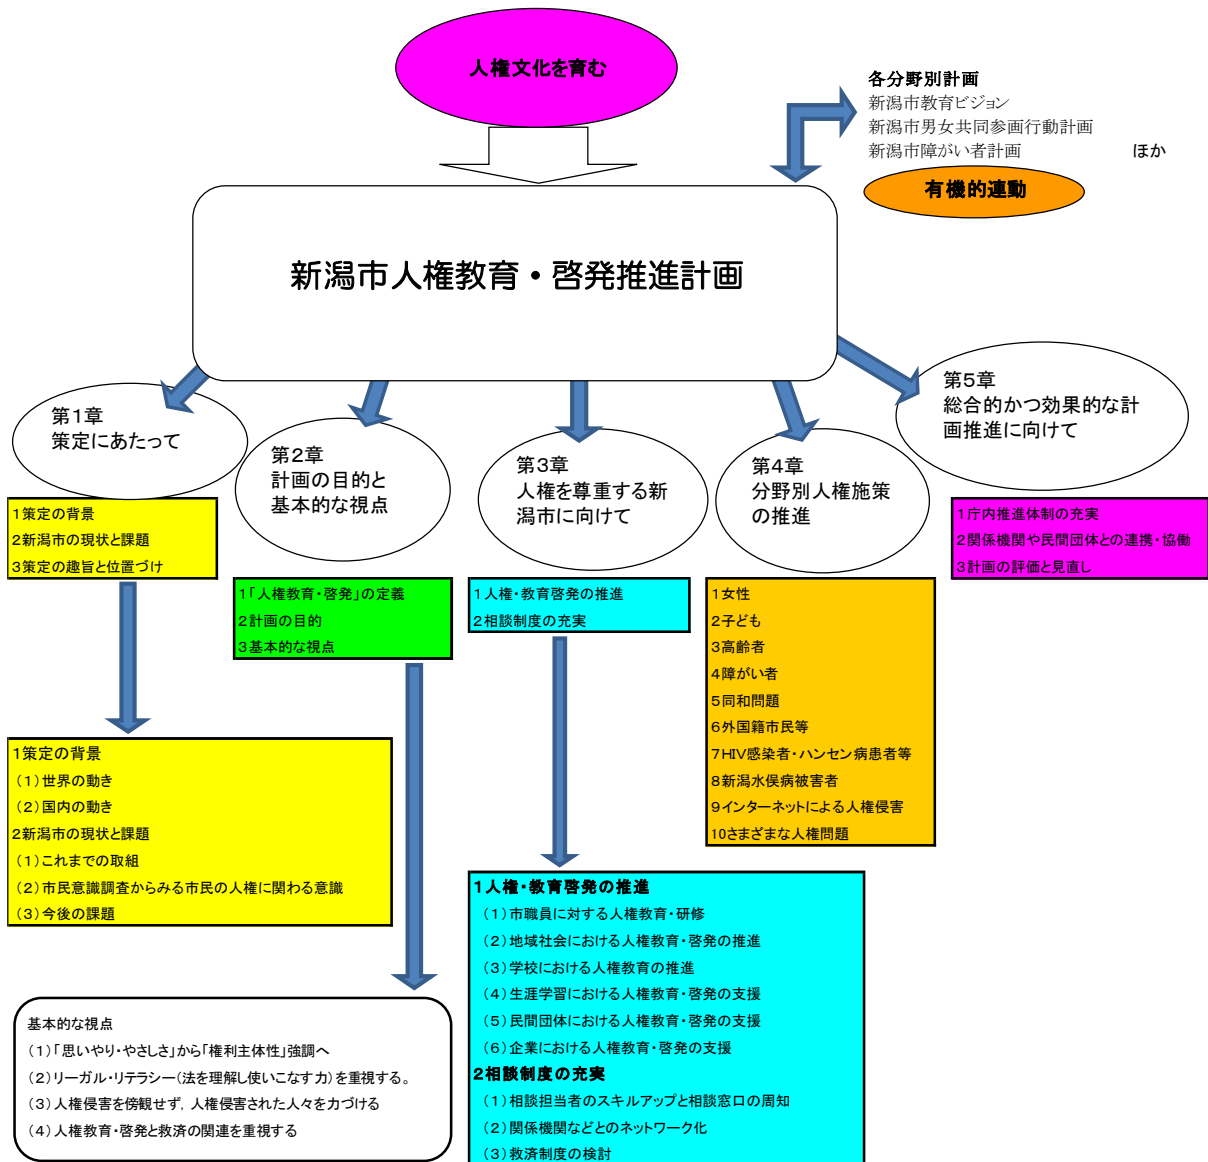 人権文化を育む
各分野別計画
新潟市教育ビジョン
新潟市男女共同参画行動計画
新潟市障がい者計画 ほか
有機的連動
新潟市人権教育・啓発推進計画
第1章
策定にあたって
第2章
計画の目的と
基本的な視点
第3章
人権を尊重する新
潟市に向けて
第4章
分野別人権施策
の推進
第5章
総合的かつ効果的な計
画推進に向けて
1策定の背景
2新潟市の現状と課題
3策定の趣旨と位置づけ
1「人権教育・啓発」の定義
2計画の目的
3基本的な視点
1人権・教育啓発の推進
2相談制度の充実
1女性
2子ども
3高齢者
4障がい者
5同和問題
6外国籍市民等
7HIV感染者・ハンセン病患者等
8新潟水俣病被害者
9インターネットによる人権侵害
10さまざまな人権問題
1庁内推進体制の充実
2関係機関や民間団体との連携・協働
3計画の評価と見直し
1策定の背景
(1)世界の動き
(2)国内の動き
2新潟市の現状と課題
(1)これまでの取組
(2)市民意識調査からみる市民の人権に関わる意識
(3)今後の課題
基本的な視点
(1)「思いやり・やさしさ」から「権利主体性」強調へ
(2)リーガル・リテラシー(法を理解し使いこなす力)を重視する。
(3)人権侵害を傍観せず，人権侵害された人々を力づける
(4)人権教育・啓発と救済の関連を重視する
1人権・教育啓発の推進
(1)市職員に対する人権教育・研修
(2)地域社会における人権教育・啓発の推進
(3)学校における人権教育の推進
(4)生涯学習における人権教育・啓発の支援
(5)民間団体における人権教育・啓発の支援
(6)企業における人権教育・啓発の支援
2相談制度の充実
(1)相談担当者のスキルアップと相談窓口の周知
(2)関係機関などとのネットワーク化
(3)救済制度の検討